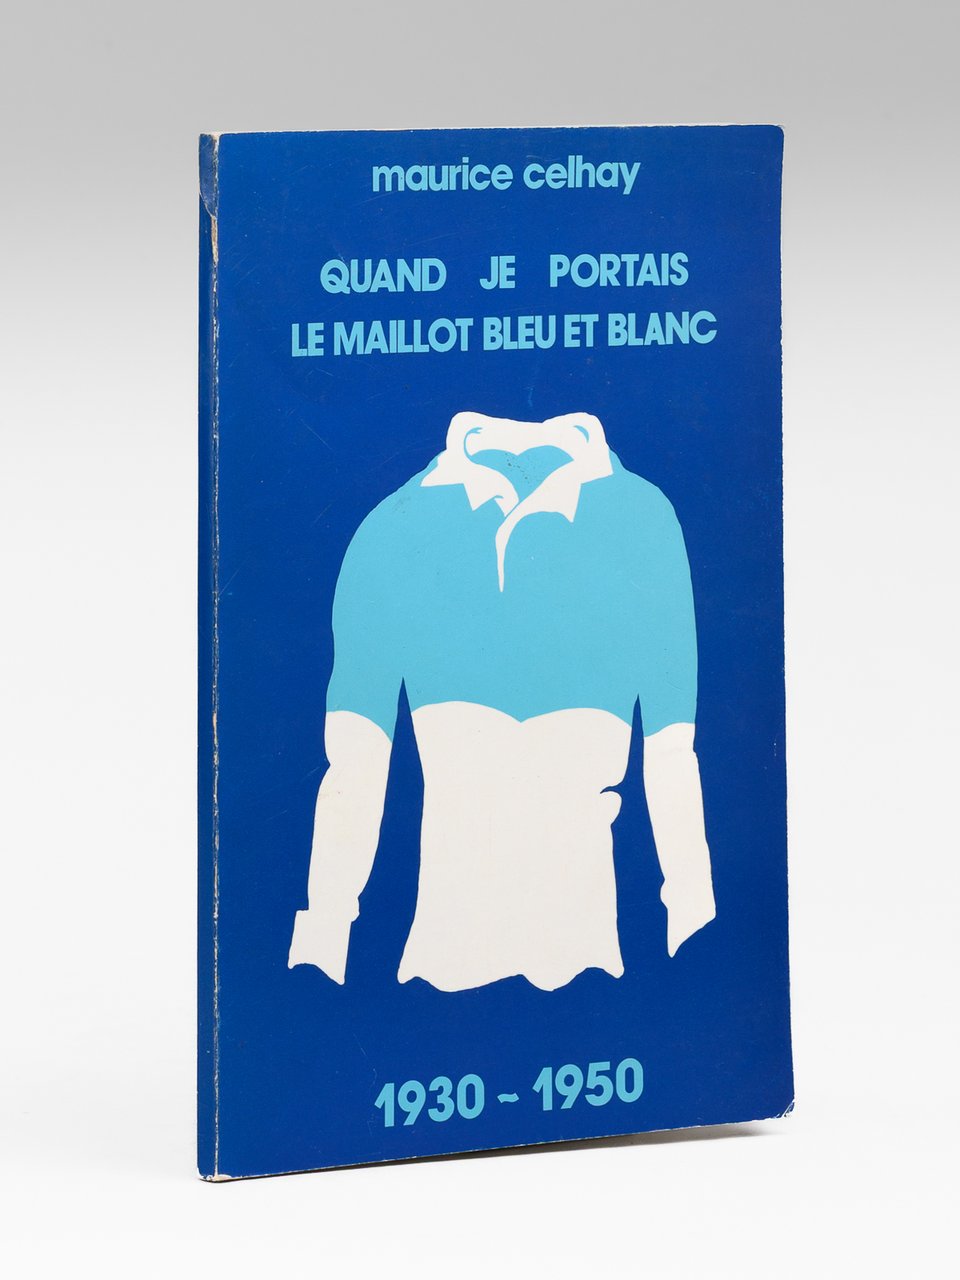 maurice celhay
QUAND JE PORTAIS
LE MAILLOT BLEU ET BLANC
1930 ~ 1950